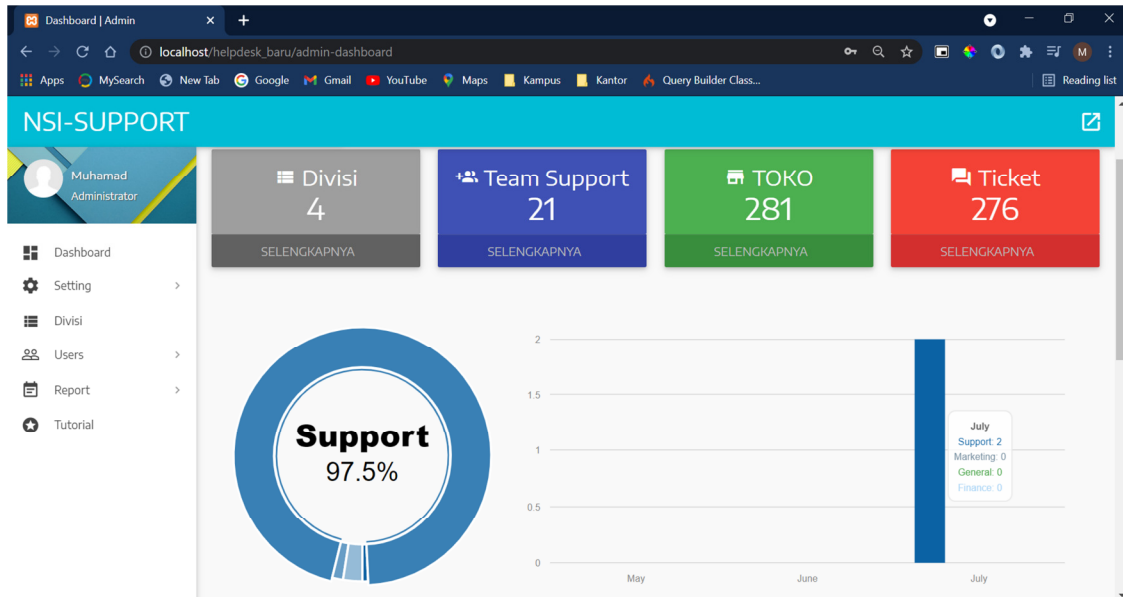 Dashboard | Admin
localhost/helpdesk_baru/admin-dashboard
M
Apps MySearch New Tab Google Gmail YouTube Maps Kampus Kantor Query Builder Class... Reading list
NSI-SUPPORT
Muhamad
Administrator
Dashboard
Setting
Divisi
Users
Report
Tutorial
Divisi
4
SELENGKAPNYA
Team Support
21
SELENGKAPNYA
TOKO
281
SELENGKAPNYA
Ticket
276
SELENGKAPNYA
Support
97.5%
2
1.5
1
0.5
0
May June July
July
Support: 2
Marketing: 0
General: 0
Finance: 0